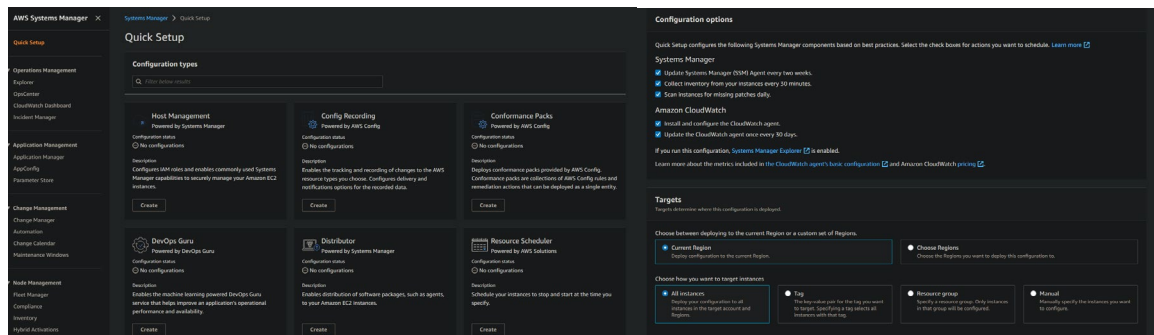 AWS Systems Manager ×
Quick Setup
Operations Management
Explorer
OpsCenter
CloudWatch Dashboard
Incident Manager
Application Management
Application Manager
AppConfig
Parameter Store
Change Management
Change Manager
Automation
Change Calendar
Maintenance Windows
Node Management
Fleet Manager
Compliance
Inventory
Hybrid Activations
Systems Manager > Quick Setup
Quick Setup
Configuration types
Filter below results
Host Management
Powered by Systems Manager
Configuration status
No configurations
Description
Configures IAM roles and enables commonly used Systems
Manager capabilities to securely manage your Amazon EC2
instances.
Create
Config Recording
Powered by AWS Config
Configuration status
No configurations
Description
Enables the tracking and recording of changes to the AWS
resource types you choose. Configures delivery and
notifications options for the recorded data.
Create
Conformance Packs
Powered by AWS Config
Configuration status
No configurations
Description
Deploys conformance packs provided by AWS Config.
Conformance packs are collections of AWS Config rules and
remediation actions that can be deployed as a single entity.
Create
DevOps Guru
Powered by DevOps Guru
Configuration status
No configurations
Description
Enables the machine learning powered DevOps Guru
service that helps improve an application's operational
performance and availability.
Create
Distributor
Powered by Systems Manager
Configuration status
No configurations
Description
Enables distribution of software packages, such as agents,
to your Amazon EC2 instances.
Create
Resource Scheduler
Powered by AWS Solutions
Configuration status
No configurations
Description
Schedule your instances to stop and start at the time you
specify.
Create
Configuration options
Quick Setup configures the following Systems Manager components based on best practices. Select the check boxes for actions you want to schedule. Learn more
Systems Manager
Update Systems Manager (SSM) Agent every two weeks.
Collect inventory from your instances every 30 minutes.
Scan instances for missing patches daily.
Amazon CloudWatch
Install and configure the CloudWatch agent.
Update the CloudWatch agent once every 30 days.
If you run this configuration, Systems Manager Explorer is enabled.
Learn more about the metrics included in the CloudWatch agent's basic configuration and Amazon CloudWatch pricing.
Targets
Targets determine where this configuration is deployed.
Choose between deploying to the current Region or a custom set of Regions.
Current Region
Deploy configuration to the current Region.
Choose Regions
Choose the Regions you want to deploy this configuration to.
Choose how you want to target instances
All instances
Deploy your configuration to all
instances in the target account and
Regions.
Tag
The key-value pair for the tag you want
to target. Specifying a tag selects all
instances with that tag.
Resource group
Specify a resource group. Only instances
in that group will be configured.
Manual
Manually specify the instances you want
to configure.